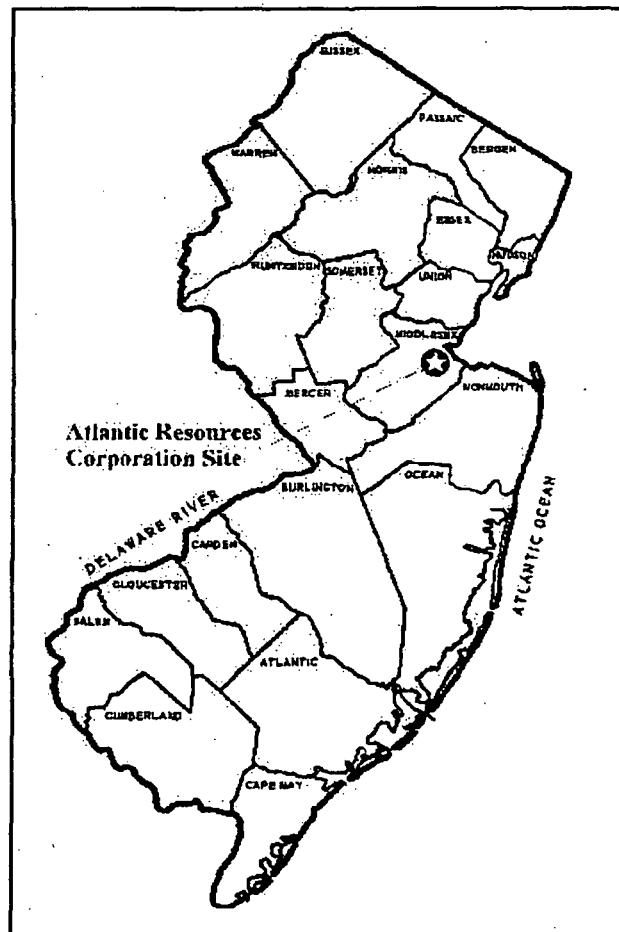 SUSSEX
PASSAIC
BERGEN
WARREN
MORRIS
ESSEX
HUDSON
HUNTERDON
SOMERSET
UNION
MIDDLESEX
MERCER
MONMOUTH
Atlantic Resources
Corporation Site
BURLINGTON
OCEAN
DELAWARE RIVER
CAMDEN
GLOUCESTER
SALEM
ATLANTIC OCEAN
ATLANTIC
CUMBERLAND
CAPE MAY